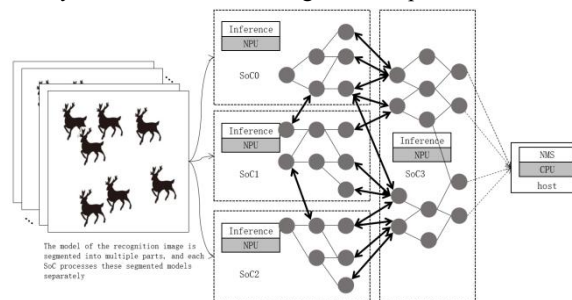 Inference
NPU
SoC0
Inference
NPU
SoC1
Inference
NPU
SoC2
Inference
NPU
SoC3
NMS
CPU
host
The model of the recognition image is
segmented into multiple parts, and each
SoC processes these segmented models
separately